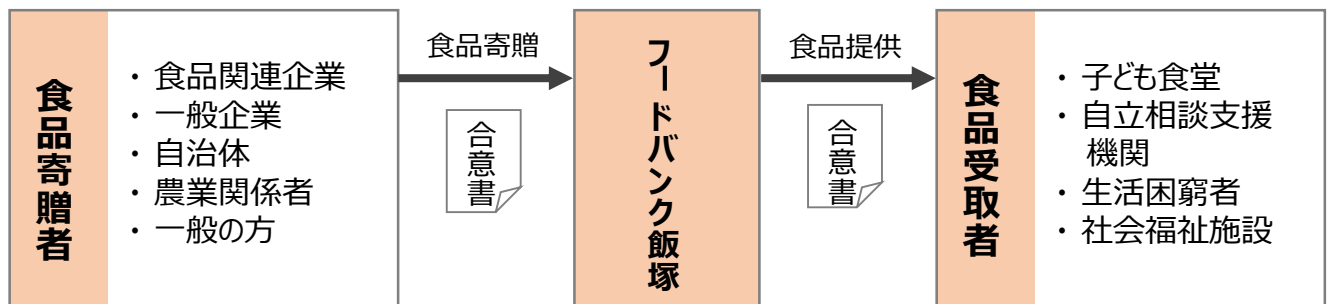 食品寄贈者
・ 食品関連企業
・ 一般企業
・ 自治体
・ 農業関係者
・ 一般の方
食品寄贈
合意書
フードバンク飯塚
食品提供
合意書
食品受取者
・ 子ども食堂
・ 自立相談支援
機関
・ 生活困窮者
・ 社会福祉施設